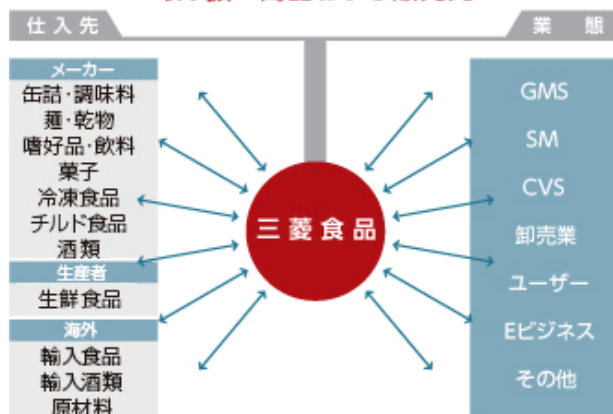 仕入先
業態
メーカー
缶詰・調味料
麺・乾物
嗜好品・飲料
菓子
冷凍食品
チルド食品
酒類
生産者
生鮮食品
海外
輸入食品
輸入酒類
原材料
三菱食品
GMS
SM
CVS
卸売業
ユーザー
Eビジネス
その他